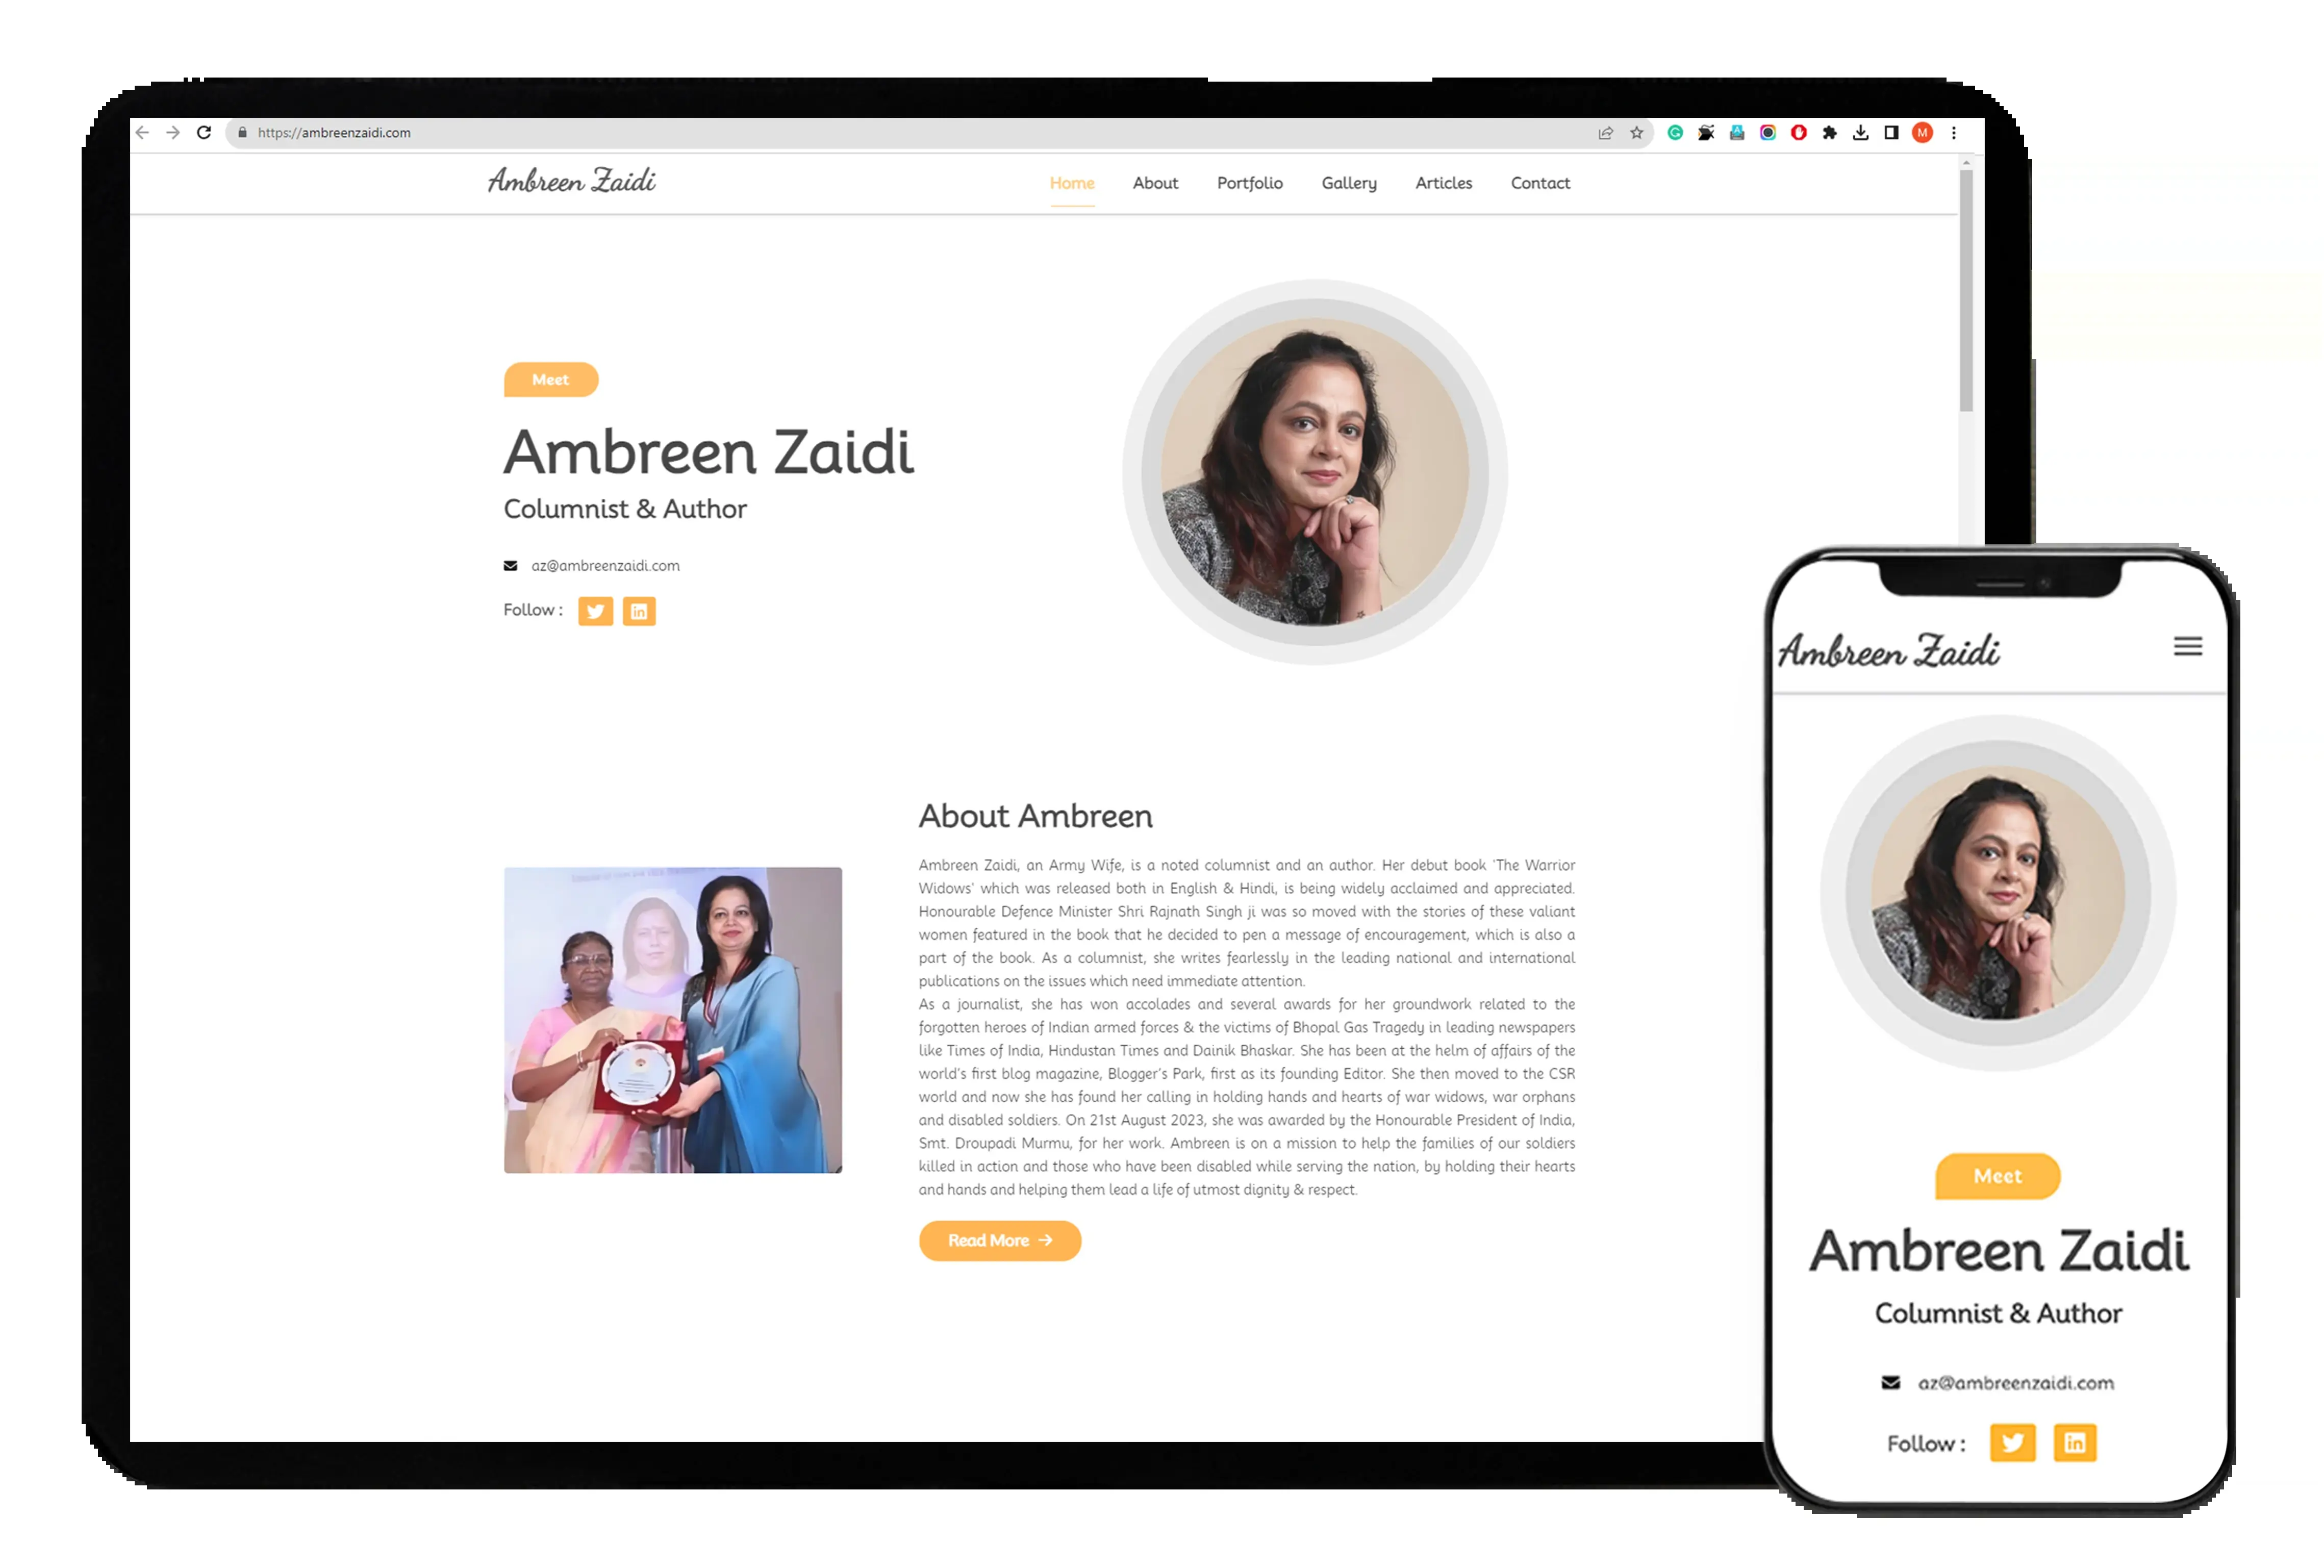 https://ambreenzaidi.com
M
Ambreen Zaidi
Home About Portfolio Gallery Articles Contact
Meet
Ambreen Zaidi
Columnist & Author
az@ambreenzaidi.com
Follow :
About Ambreen
Ambreen Zaidi, an Army Wife, is a noted columnist and an author. Her debut book 'The Warrior
Widows' which was released both in English & Hindi, is being widely acclaimed and appreciated.
Honourable Defence Minister Shri Rajnath Singh ji was so moved with the stories of these valiant
women featured in the book that he decided to pen a message of encouragement, which is also a
part of the book. As a columnist, she writes fearlessly in the leading national and international
publications on the issues which need immediate attention.
As a journalist, she has won accolades and several awards for her groundwork related to the
forgotten heroes of Indian armed forces & the victims of Bhopal Gas Tragedy in leading newspapers
like Times of India, Hindustan Times and Dainik Bhaskar. She has been at the helm of affairs of the
world's first blog magazine, Blogger's Park, first as its founding Editor. She then moved to the CSR
world and now she has found her calling in holding hands and hearts of war widows, war orphans
and disabled soldiers. On 21st August 2023, she was awarded by the Honourable President of India,
Smt. Droupadi Murmu, for her work. Ambreen is on a mission to help the families of our soldiers
killed in action and those who have been disabled while serving the nation, by holding their hearts
and hands and helping them lead a life of utmost dignity & respect.
Read More →
Ambreen Zaidi
Meet
Ambreen Zaidi
Columnist & Author
az@ambreenzaidi.com
Follow :